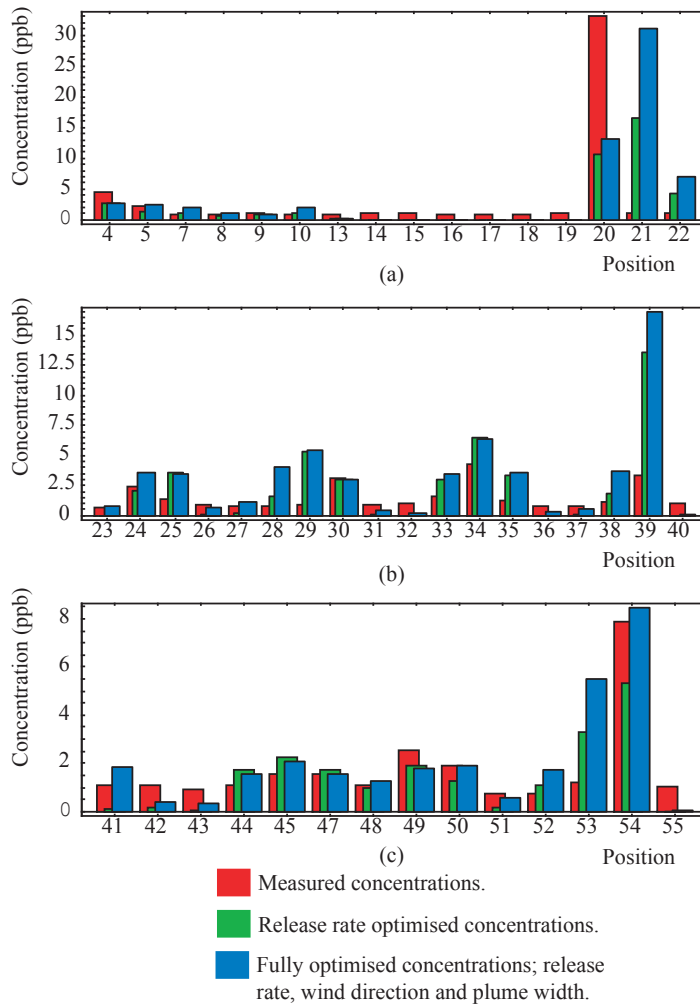 Concentration (ppb)
30
25
20
15
10
5
0
4 5 7 8 9 10 13 14 15 16 17 18 19 20 21 22
Position
(a)
Concentration (ppb)
15
12.5
10
7.5
5
2.5
0
23 24 25 26 27 28 29 30 31 32 33 34 35 36 37 38 39 40
Position
(b)
Concentration (ppb)
8
6
4
2
0
41 42 43 44 45 47 48 49 50 51 52 53 54 55
Position
(c)
Measured concentrations.
Release rate optimised concentrations.
Fully optimised concentrations; release
rate, wind direction and plume width.